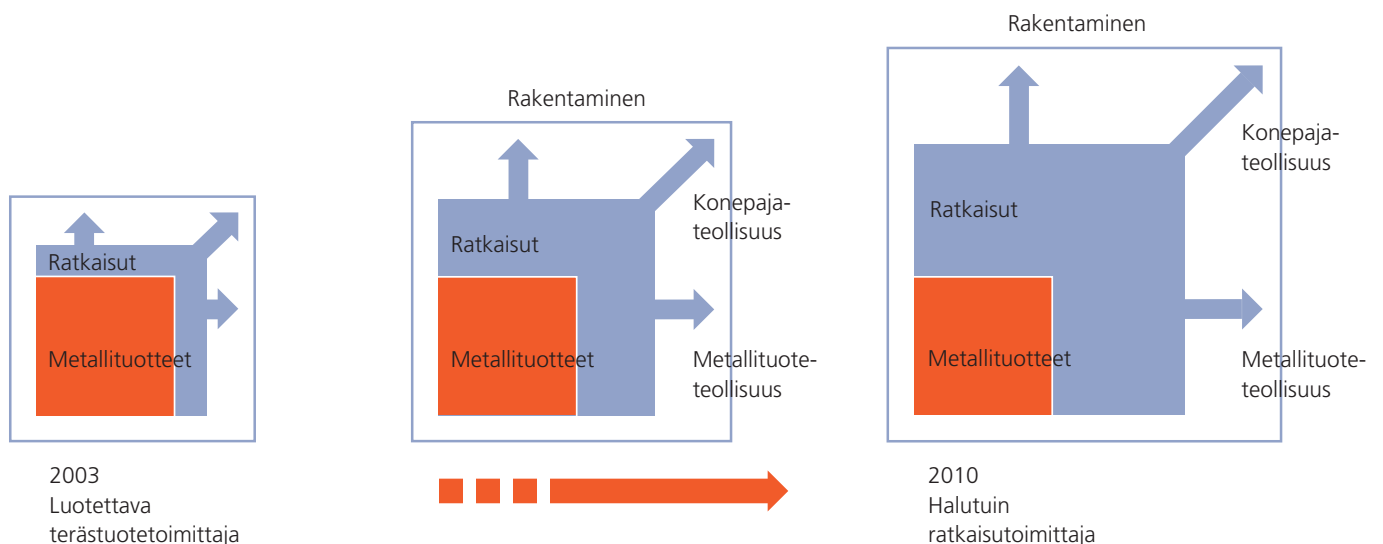 Ratkaisut
Metallituotteet
2003
Luotettava
terästuotetoimittaja
Rakentaminen
Ratkaisut
Konepaja-
teollisuus
Metallituotteet
Metallituote-
teollisuus
Rakentaminen
Ratkaisut
Konepaja-
teollisuus
Metallituotteet
Metallituote-
teollisuus
2010
Halutuin
ratkaisutoimittaja